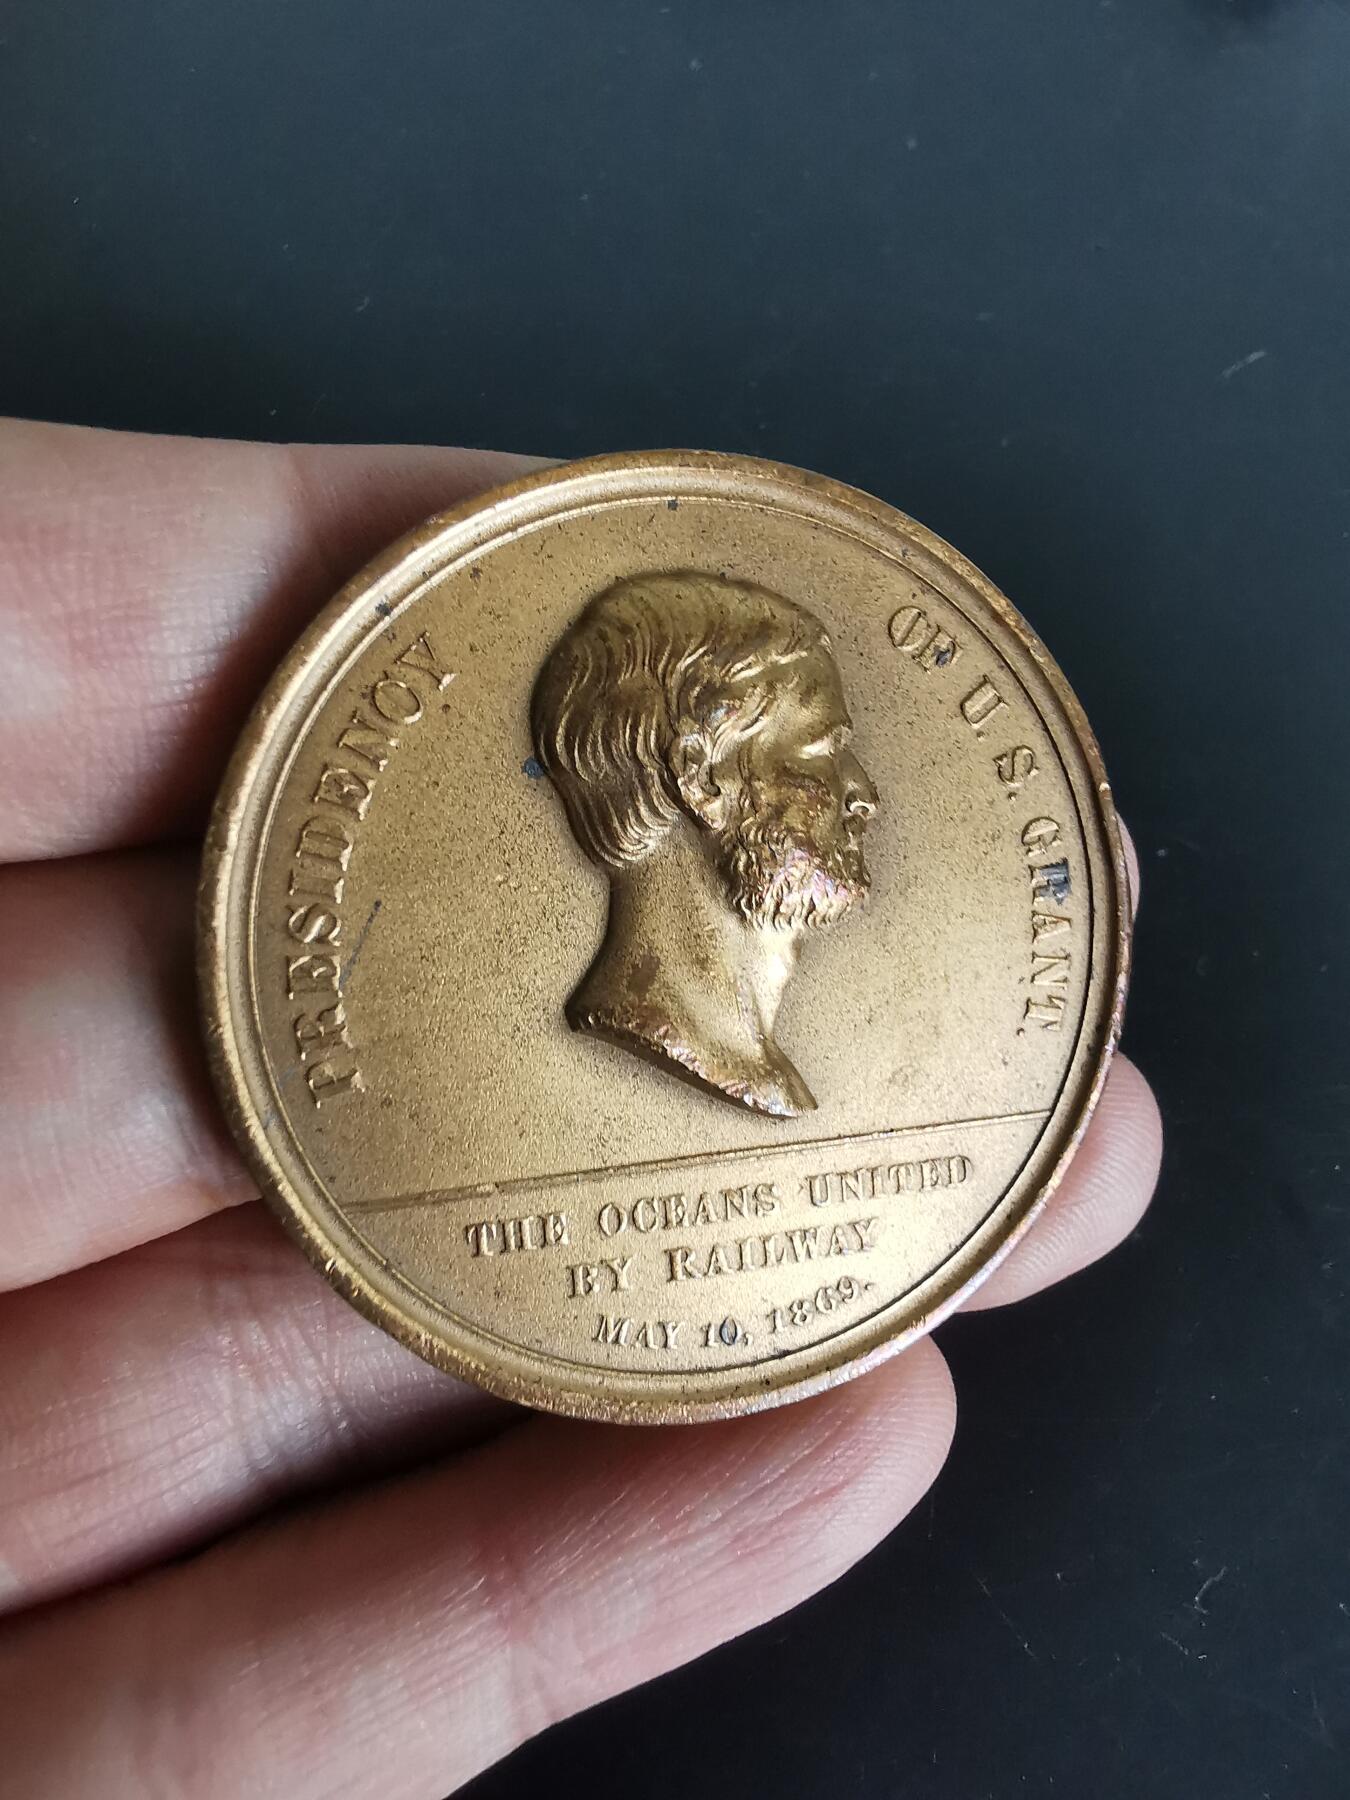 PRESIDENCY OF U.S. GRANT.
THE OCEANS UNITED
BY RAILWAY
MAY 10, 1869.